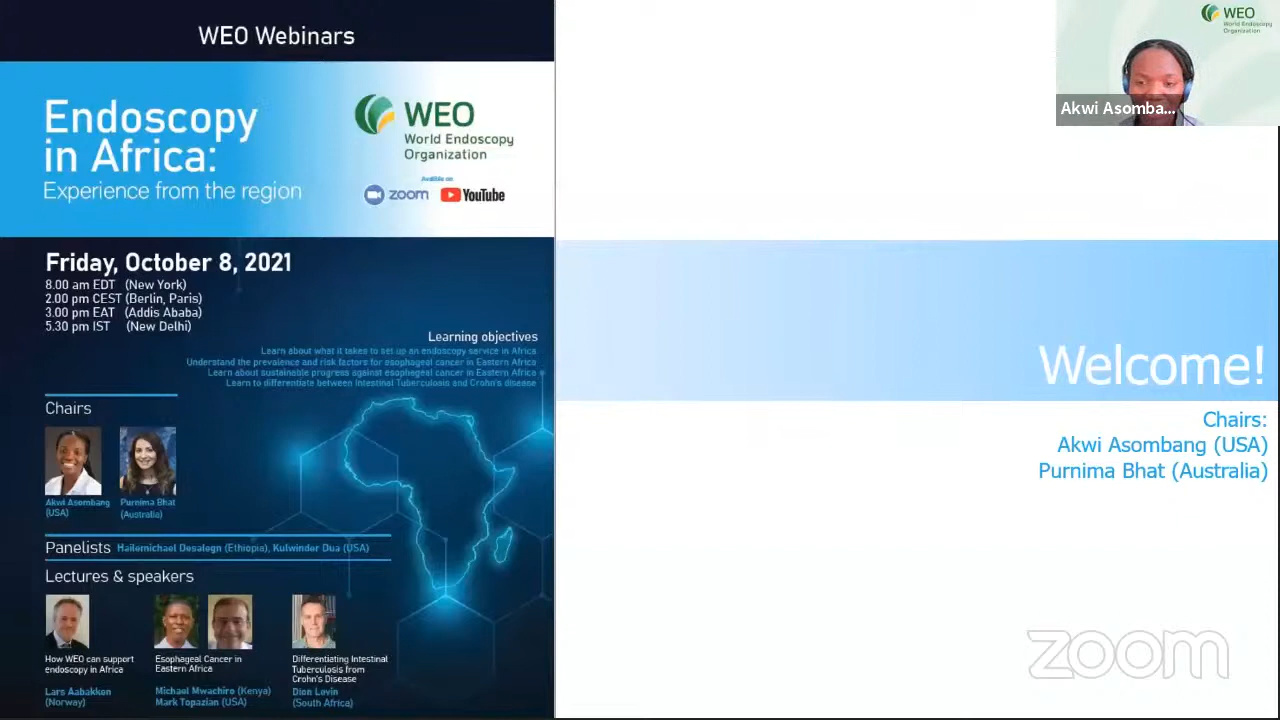 WEO Webinars
Endoscopy
in Africa:
Experience from the region
WEO
World Endoscopy
Organization
Available on
zoom
YouTube
Friday, October 8, 2021
8.00 am EDT (New York)
2.00 pm CEST (Berlin, Paris)
3.00 pm EAT (Addis Ababa)
5.30 pm IST (New Delhi)
Learning objectives
Learn about what it takes to set up an endoscopy service in Africa
Understand the prevalence and risk factors for esophageal cancer in Eastern Africa
Learn about sustainable progress against esophageal cancer in Eastern Africa
Learn to differentiate between Intestinal Tuberculosis and Crohn's disease
Chairs
Akwi Asombang
(USA)
Purnima Bhat
(Australia)
Panelists Hailemichael Desalegn (Ethiopia), Kulwinder Dua (USA)
Lectures & speakers
How WEO can support
endoscopy in Africa
Lars Aabakken
(Norway)
Esophageal Cancer in
Eastern Africa
Michael Mwachiro (Kenya)
Mark Topazian (USA)
Differentiating Intestinal
Tuberculosis from
Crohn's Disease
Dion Levin
(South Africa)
WEO
World Endoscopy
Organization
Akwi Asomba...
Welcome!
Chairs:
Akwi Asombang (USA)
Purnima Bhat (Australia)
zoom